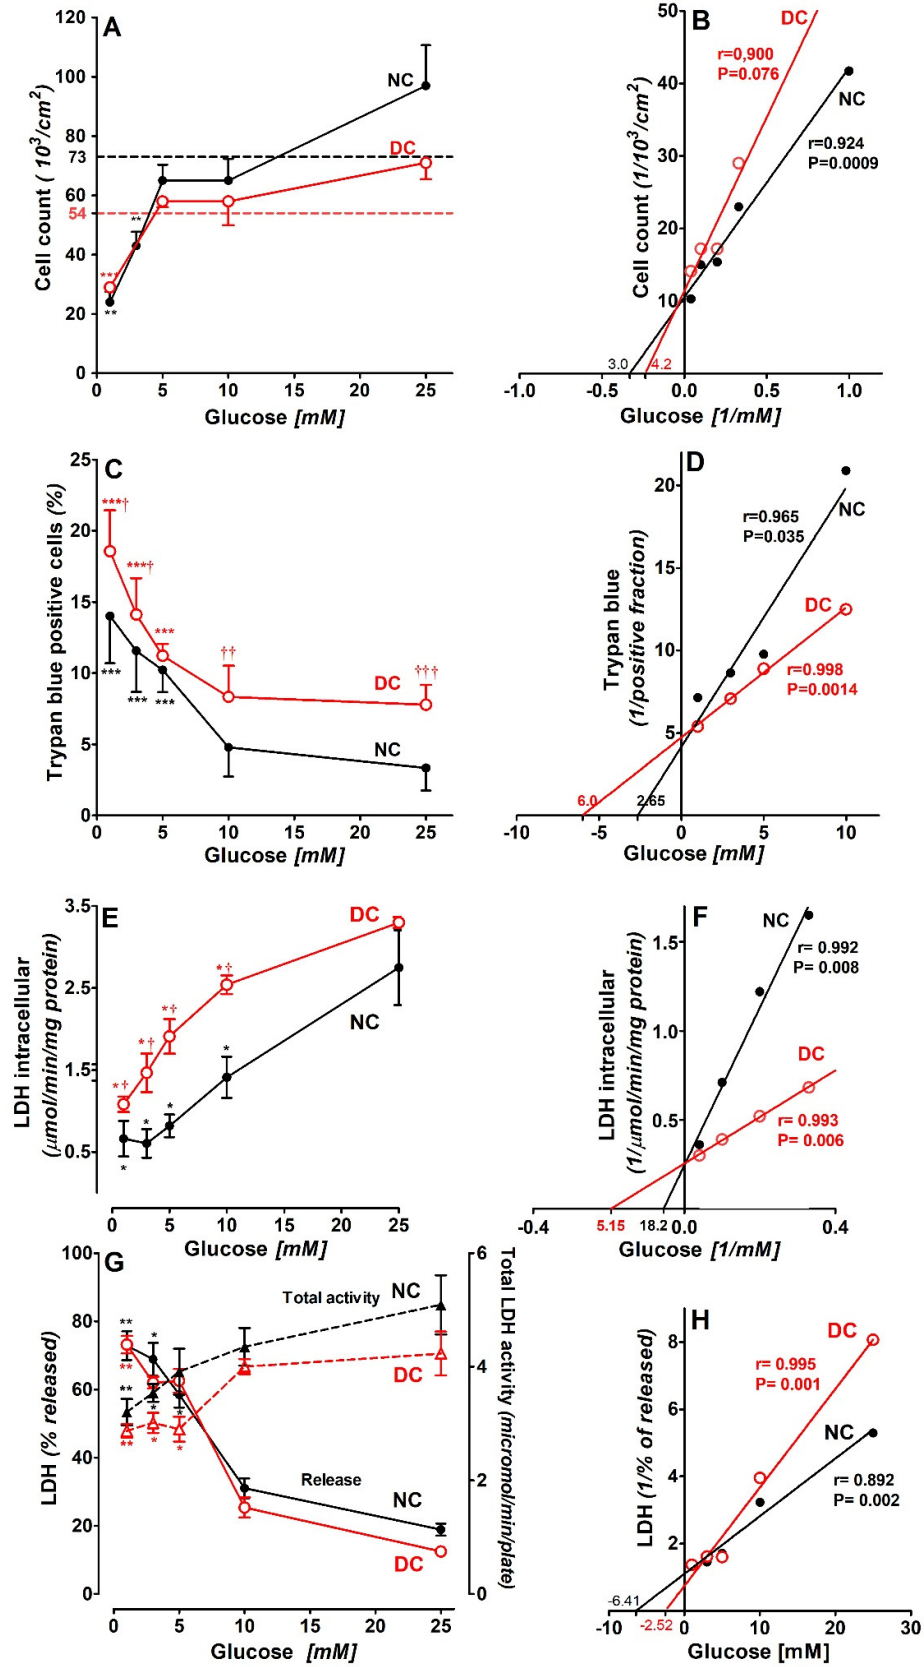 A
Cell count ( 10³/cm²)
120
100
80
73
60
54
40
20
0
NC
DC
**
***
**
0 5 10 15 20 25
Glucose [mM]
B
Cell count (1/10³/cm²)
50
40
30
20
10
DC
r=0,900
P=0.076
NC
r=0.924
P=0.0009
3.0
4.2
-1.0 -0.5 0.0 0.5 1.0
Glucose [1/mM]
C
Trypan blue positive cells (%)
25
20
15
10
5
0
***†
***†
***
††
†††
***
***
***
DC
NC
0 5 10 15 20 25
Glucose [mM]
D
Trypan blue
(1/positive fraction)
20
15
10
5
NC
r=0.965
P=0.035
DC
r=0.998
P=0.0014
6.0
2.65
-10 -5 0 5 10
Glucose [mM]
E
LDH intracellular
(μmol/min/mg protein)
3.5
2.5
1.5
0.5
DC
NC
*†
*†
*†
*†
*
*
*
*
0 5 10 15 20 25
Glucose [mM]
F
LDH intracellular
(1/μmol/min/mg protein)
1.5
1.0
0.5
NC
r= 0.992
P= 0.008
DC
r= 0.993
P= 0.006
5.15
18.2
-0.4 0.0 0.4
Glucose [1/mM]
G
LDH (% released)
100
80
60
40
20
0
Total LDH activity (micromol/min/plate)
6
4
2
0
Total activity
NC
DC
Release
NC
DC
**
*
**
**
*
*
**
*
*
0 5 10 15 20 25
Glucose [mM]
H
LDH (1/% of released)
8
6
4
2
DC
r= 0.995
P= 0.001
NC
r= 0.892
P= 0.002
-6.41
-2.52
-10 0 10 20 30
Glucose [mM]